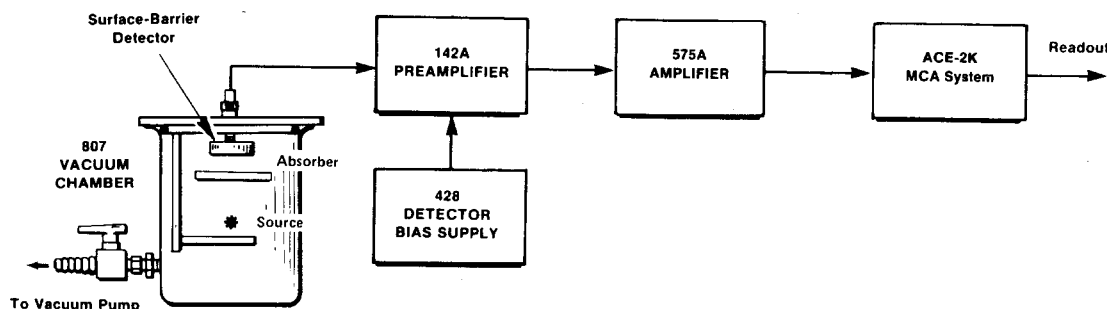 Surface-Barrier
Detector
142A
PREAMPLIFIER
575A
AMPLIFIER
ACE-2K
MCA System
Readout
807
VACUUM
CHAMBER
Absorber
Source
428
DETECTOR
BIAS SUPPLY
To Vacuum Pump